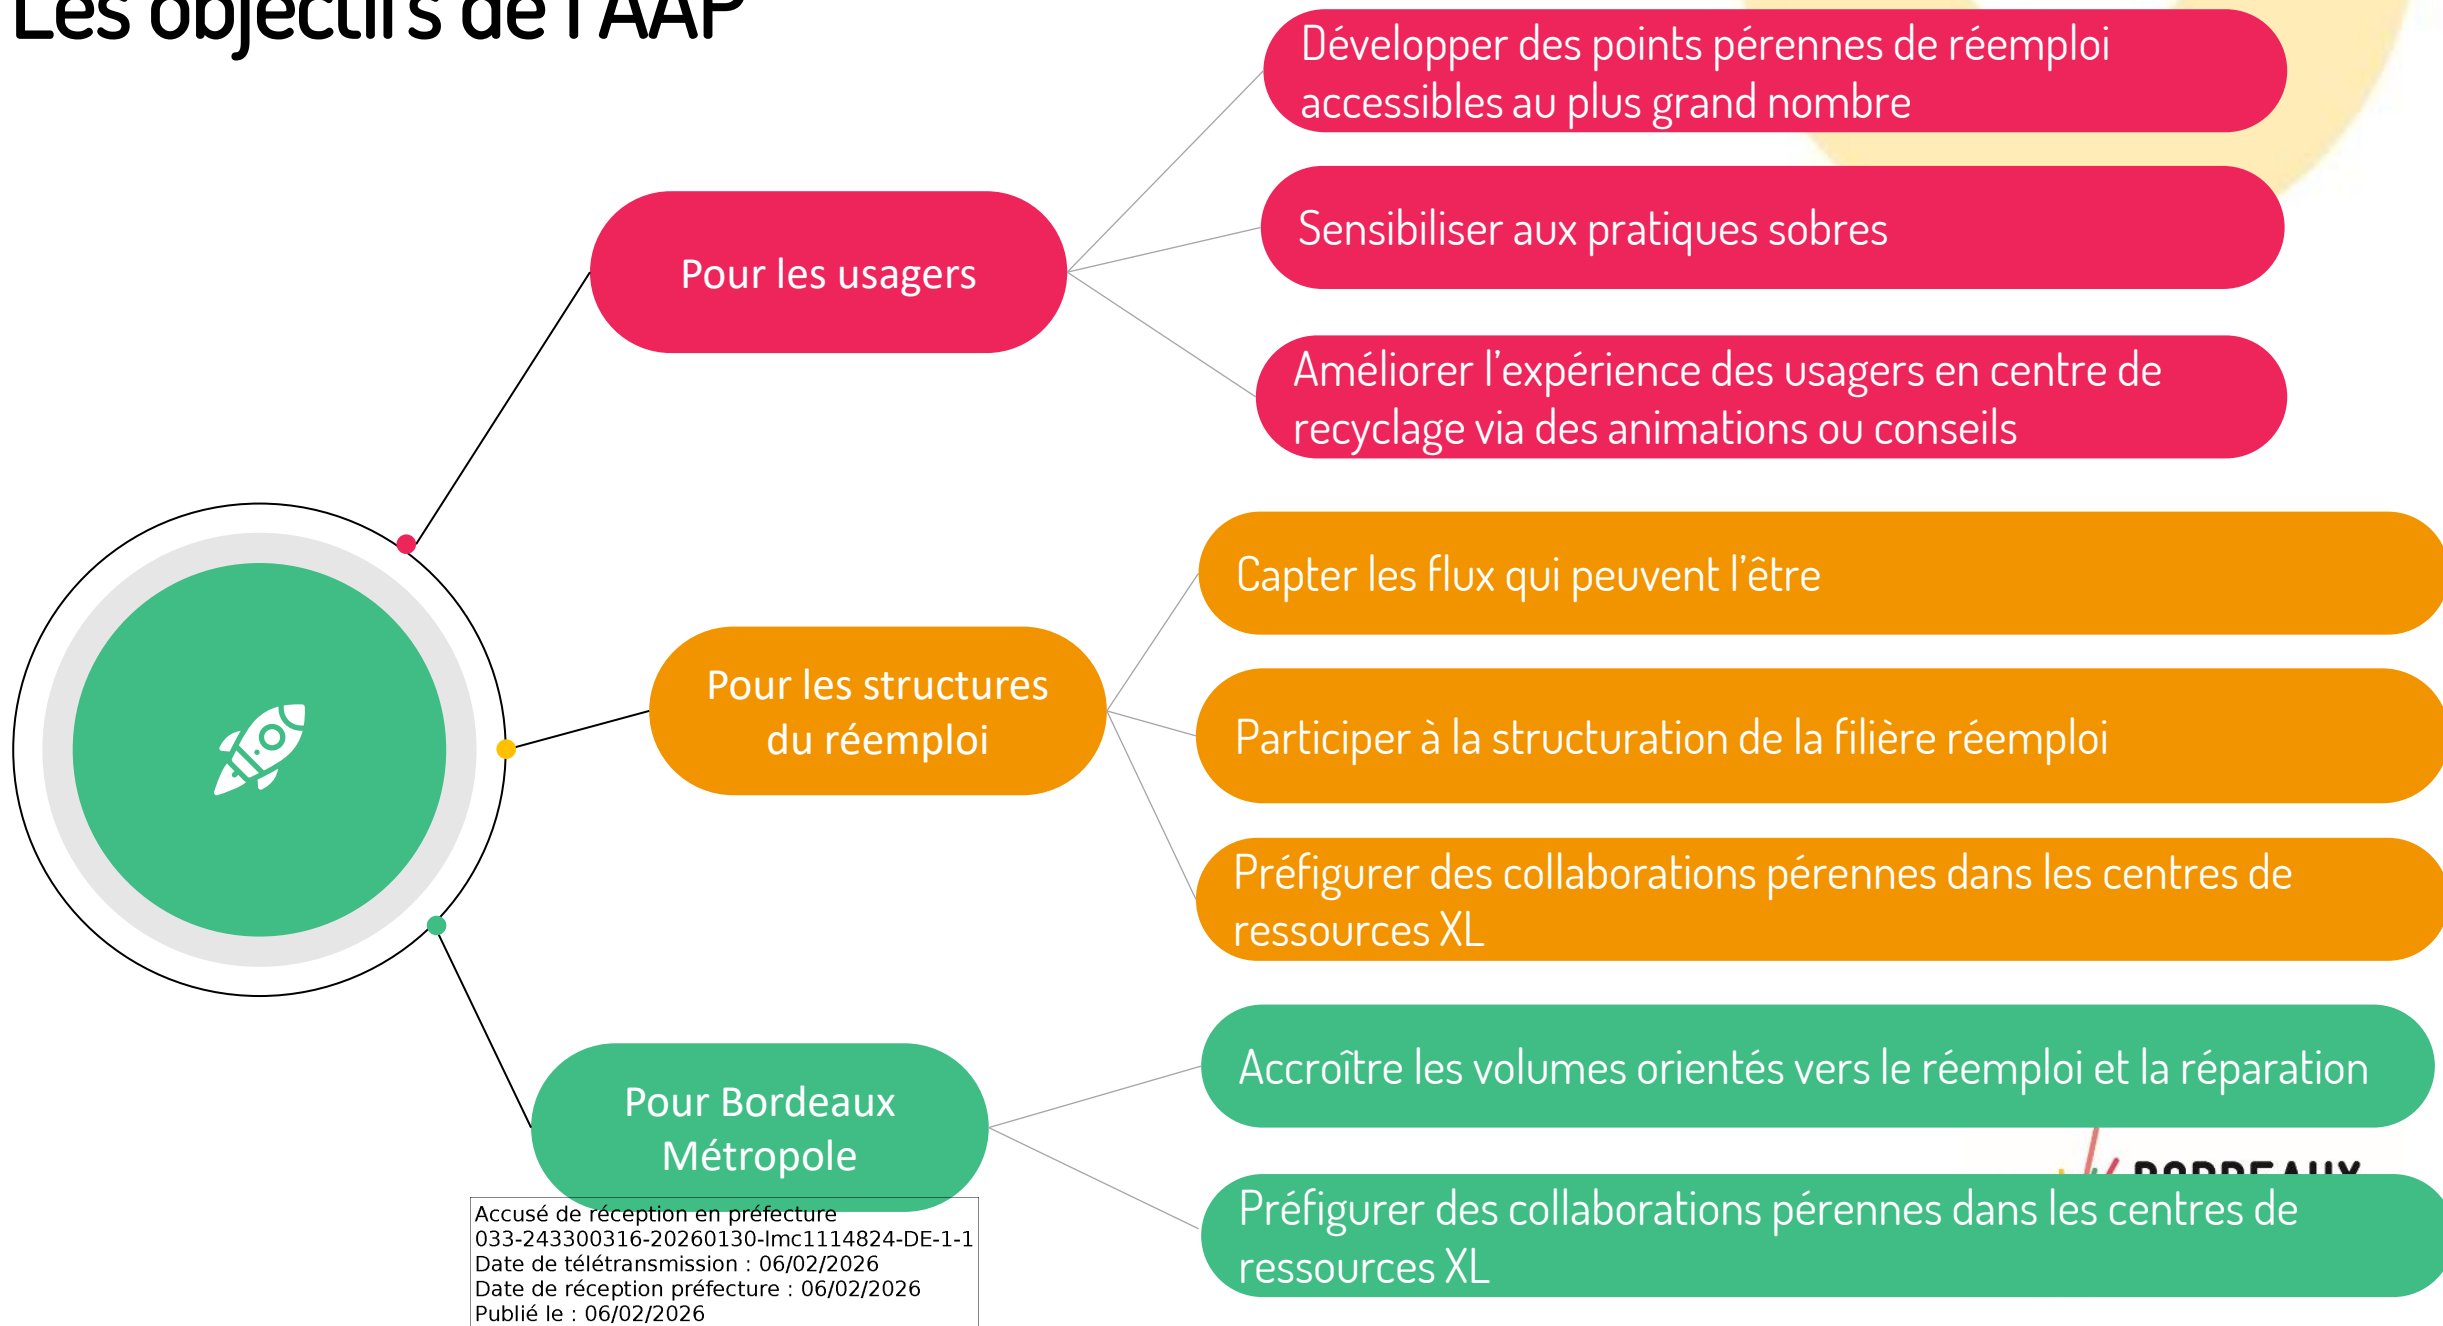 Les objectifs de l'AAP
Développer des points pérennes de réemploi
accessibles au plus grand nombre
Sensibiliser aux pratiques sobres
Pour les usagers
Améliorer l’expérience des usagers en centre de
recyclage via des animations ou conseils
Capter les flux qui peuvent l’être
Pour les structures
du réemploi
Participer à la structuration de la filière réemploi
Préfigurer des collaborations pérennes dans les centres de
ressources XL
Accroître les volumes orientés vers le réemploi et la réparation
Pour Bordeaux
Métropole
BORDEAUX
Préfigurer des collaborations pérennes dans les centres de
ressources XL
Accusé de réception en préfecture
033-243300316-20260130-lmc1114824-DE-1-1
Date de télétransmission : 06/02/2026
Date de réception préfecture : 06/02/2026
Publié le : 06/02/2026